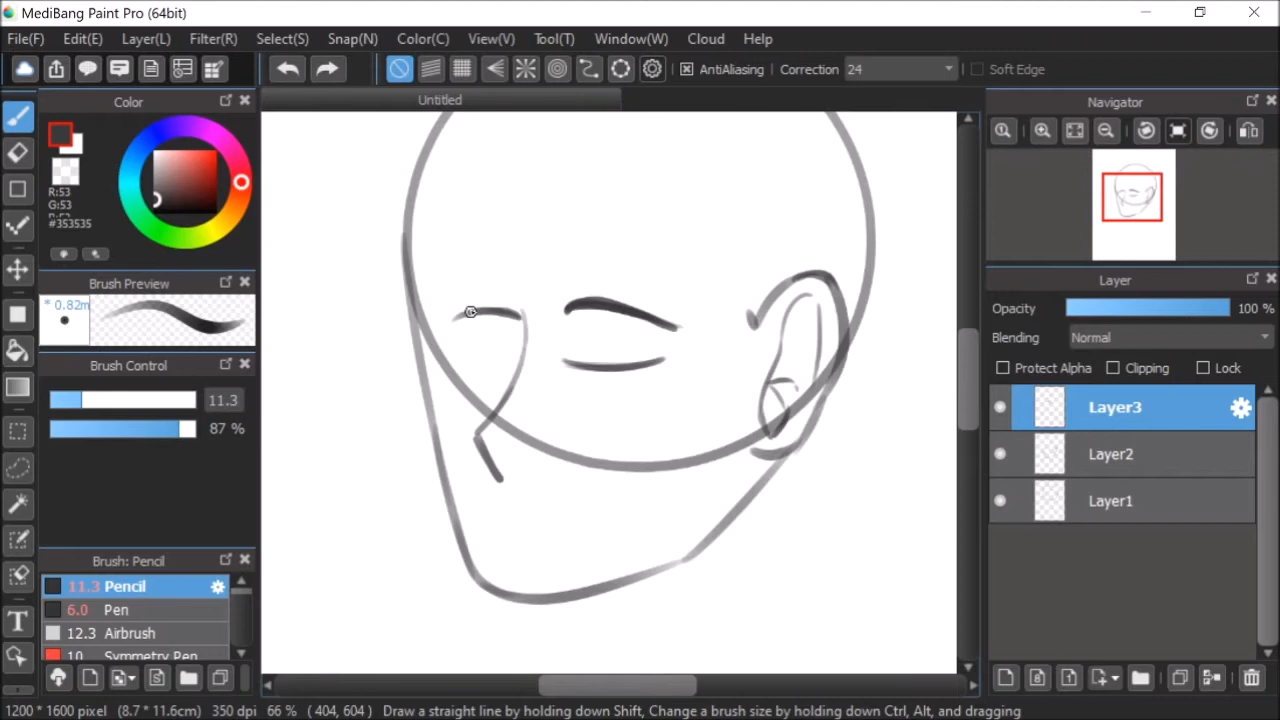 MediBang Paint Pro (64bit)
File(F) Edit(E) Layer(L) Filter(R) Select(S) Snap(N) Color(C) View(V) Tool(T) Window(W) Cloud Help
AntiAliasing Correction 24 Soft Edge
Color
Untitled
Navigator
R:53
G:53
#353535
Brush Preview
* 0.82m
Brush Control
11.3
87 %
Layer
Opacity 100 %
Blending Normal
Protect Alpha Clipping Lock
Layer3
Layer2
Layer1
Brush: Pencil
11.3 Pencil
6.0 Pen
12.3 Airbrush
10 Symmetry Pen
1200 * 1600 pixel (8.7 * 11.6cm) 350 dpi 66 % ( 404, 604 ) Draw a straight line by holding down Shift, Change a brush size by holding down Ctrl, Alt, and dragging